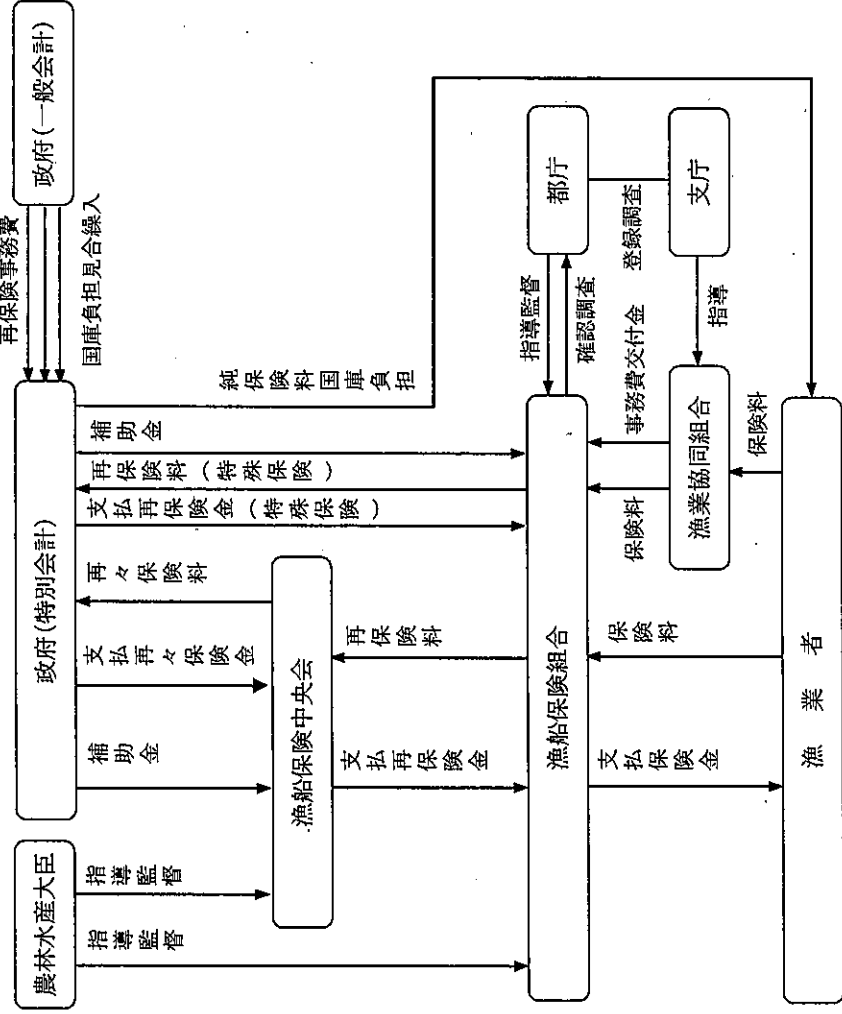 農林水産大臣
政府(特別会計)
政府(一般会計)
再保険事務費
国庫負担見合繰入
指導監督
指導監督
補助金
支払再々保険金
再々保険料
支払再保険金(特殊保険)
再保険料(特殊保険)
補助金
純保険料国庫負担
漁船保険中央会
支払再保険金
再保険料
指導監督
確認調査
都庁
登録調査
支庁
漁船保険組合
保険料
事務費交付金
指導
漁業協同組合
支払保険金
保険料
保険料
漁業者